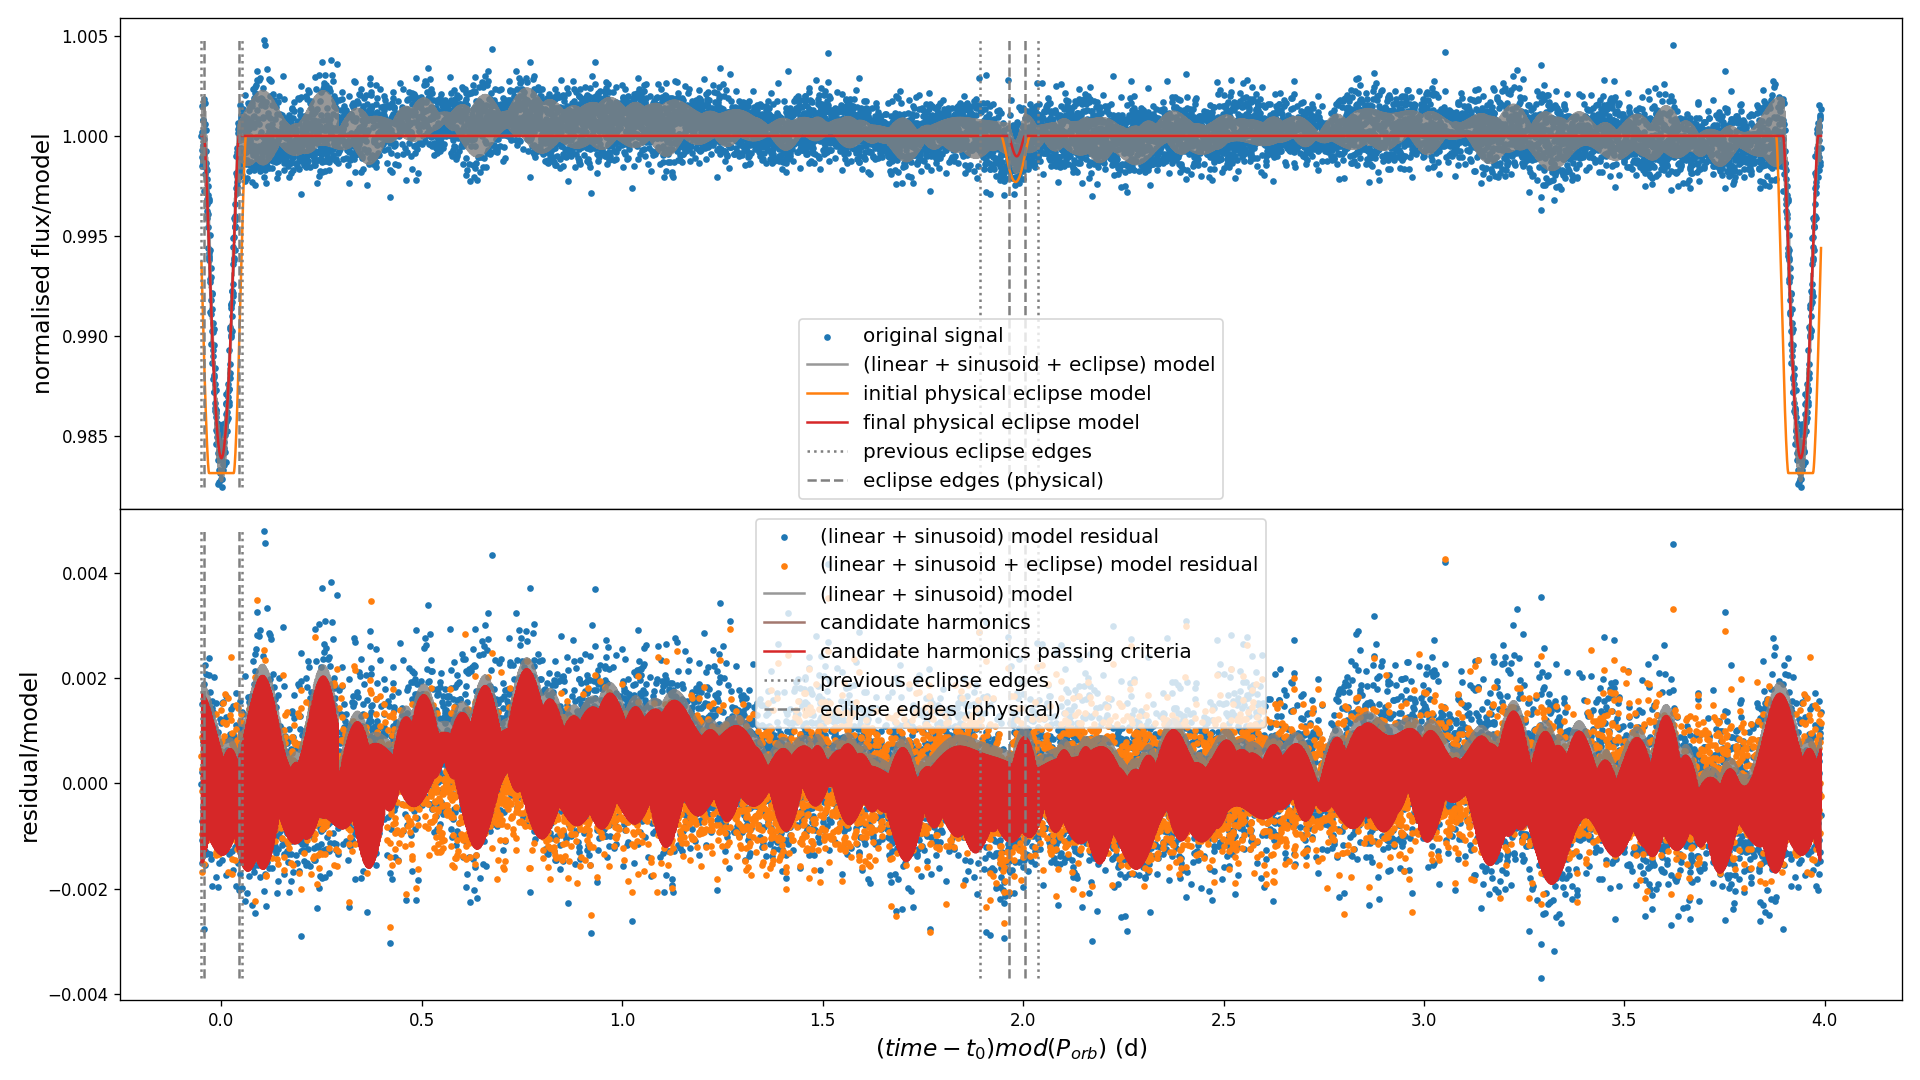 1.005
1.000
0.995
0.990
0.985
normalised flux/model
original signal
(linear + sinusoid + eclipse) model
initial physical eclipse model
final physical eclipse model
previous eclipse edges
eclipse edges (physical)
(linear + sinusoid) model residual
(linear + sinusoid + eclipse) model residual
(linear + sinusoid) model
candidate harmonics
candidate harmonics passing criteria
previous eclipse edges
eclipse edges (physical)
0.004
0.002
0.000
−0.002
−0.004
residual/model
0.0 0.5 1.0 1.5 2.0 2.5 3.0 3.5 4.0
(time − t₀)mod(Pₒᵣb) (d)